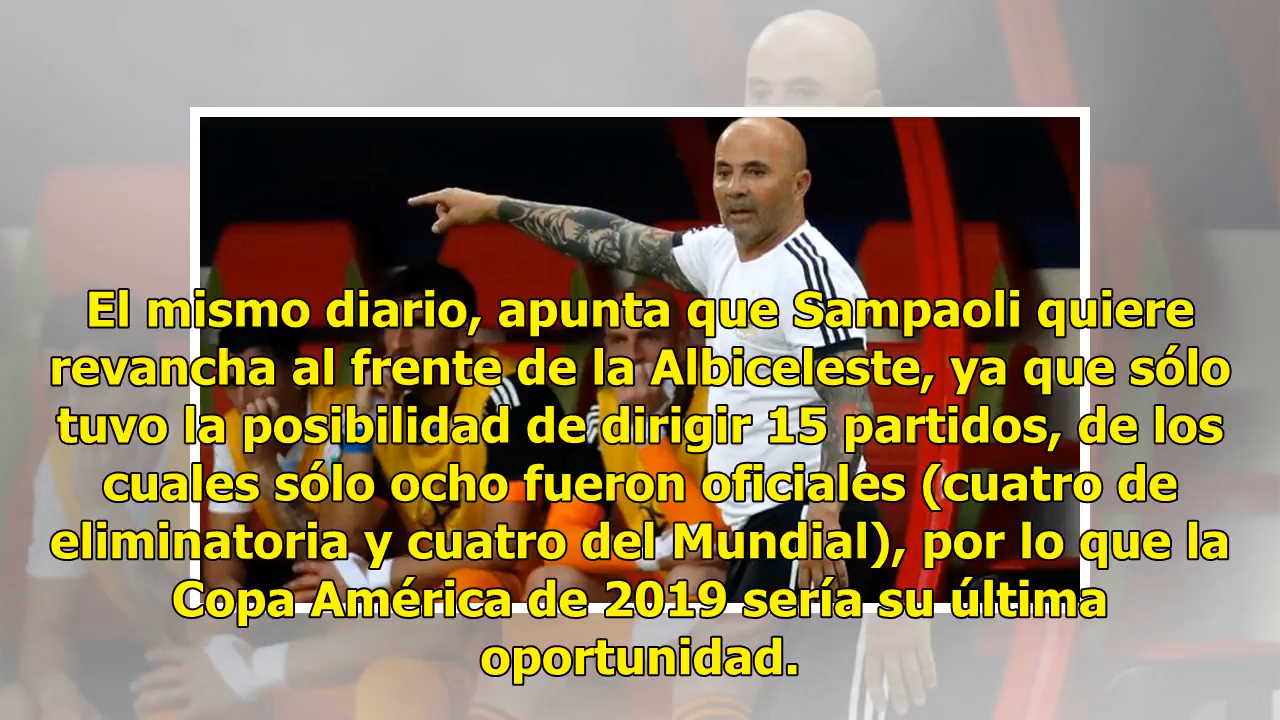 El mismo diario, apunta que Sampaoli quiere
revancha al frente de la Albiceleste, ya que sólo
tuvo la posibilidad de dirigir 15 partidos, de los
cuales sólo ocho fueron oficiales (cuatro de
eliminatoria y cuatro del Mundial), por lo que la
Copa América de 2019 sería su última
oportunidad.